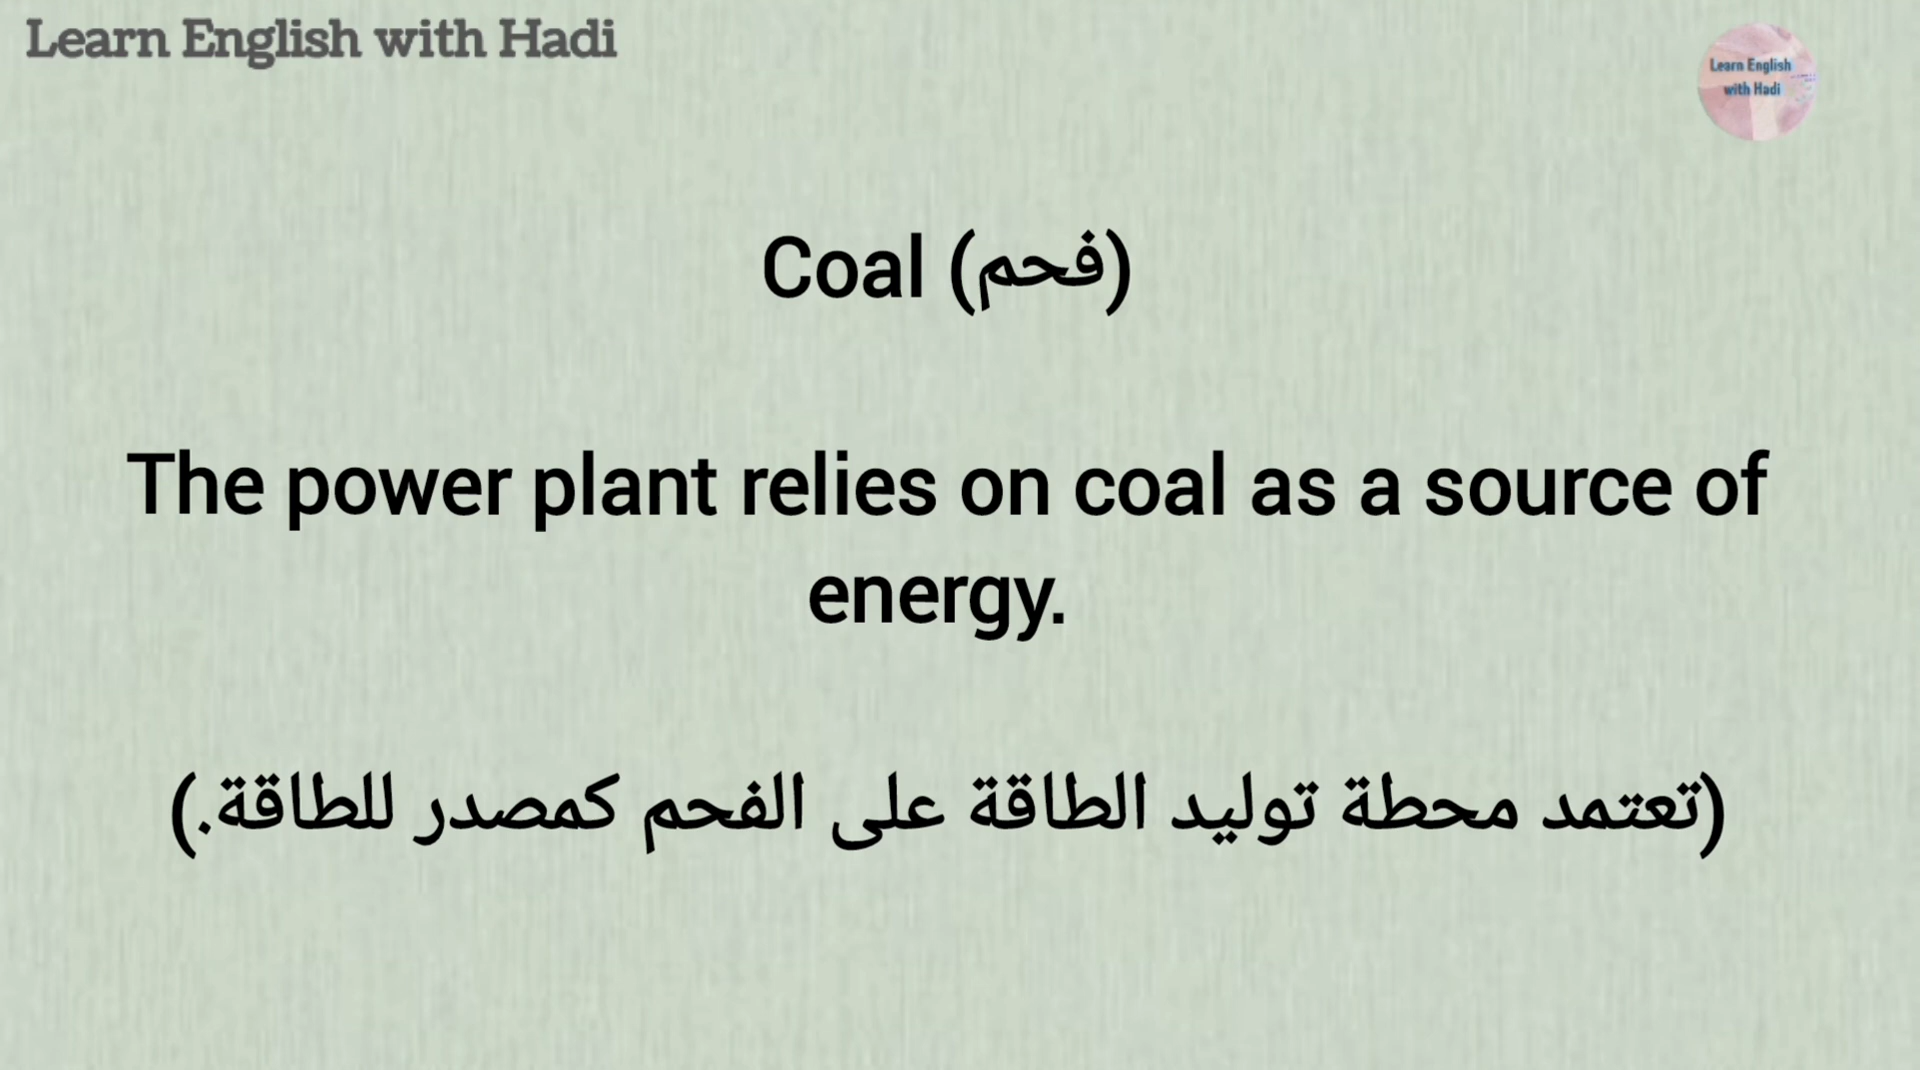 Learn English with Hadi
Learn English
with Hadi
Coal (فحم)
The power plant relies on coal as a source of
energy.
(تعتمد محطة توليد الطاقة على الفحم كمصدر للطاقة.)